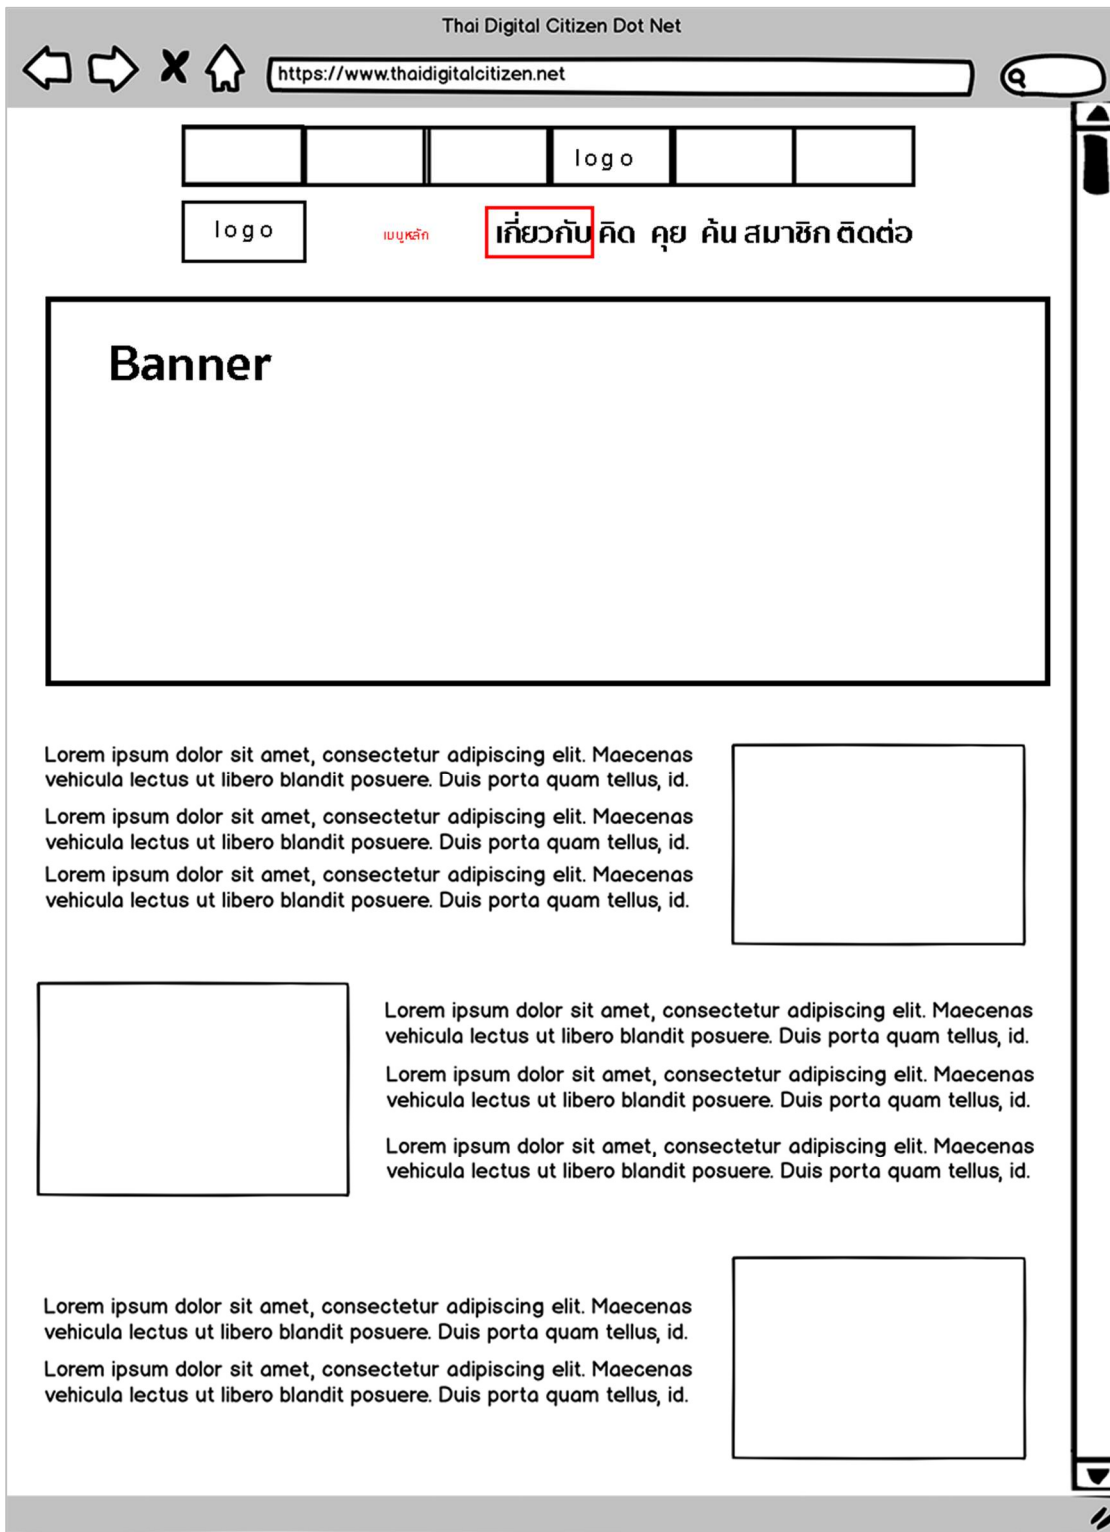 Thai Digital Citizen Dot Net
https://www.thaidigitalcitizen.net
logo
logo
เมนูหลัก
เกี่ยวกับ คิด คุย ค้น สมาชิก ติดต่อ
Banner
Lorem ipsum dolor sit amet, consectetur adipiscing elit. Maecenas
vehicula lectus ut libero blandit posuere. Duis porta quam tellus, id.
Lorem ipsum dolor sit amet, consectetur adipiscing elit. Maecenas
vehicula lectus ut libero blandit posuere. Duis porta quam tellus, id.
Lorem ipsum dolor sit amet, consectetur adipiscing elit. Maecenas
vehicula lectus ut libero blandit posuere. Duis porta quam tellus, id.
Lorem ipsum dolor sit amet, consectetur adipiscing elit. Maecenas
vehicula lectus ut libero blandit posuere. Duis porta quam tellus, id.
Lorem ipsum dolor sit amet, consectetur adipiscing elit. Maecenas
vehicula lectus ut libero blandit posuere. Duis porta quam tellus, id.
Lorem ipsum dolor sit amet, consectetur adipiscing elit. Maecenas
vehicula lectus ut libero blandit posuere. Duis porta quam tellus, id.
Lorem ipsum dolor sit amet, consectetur adipiscing elit. Maecenas
vehicula lectus ut libero blandit posuere. Duis porta quam tellus, id.
Lorem ipsum dolor sit amet, consectetur adipiscing elit. Maecenas
vehicula lectus ut libero blandit posuere. Duis porta quam tellus, id.